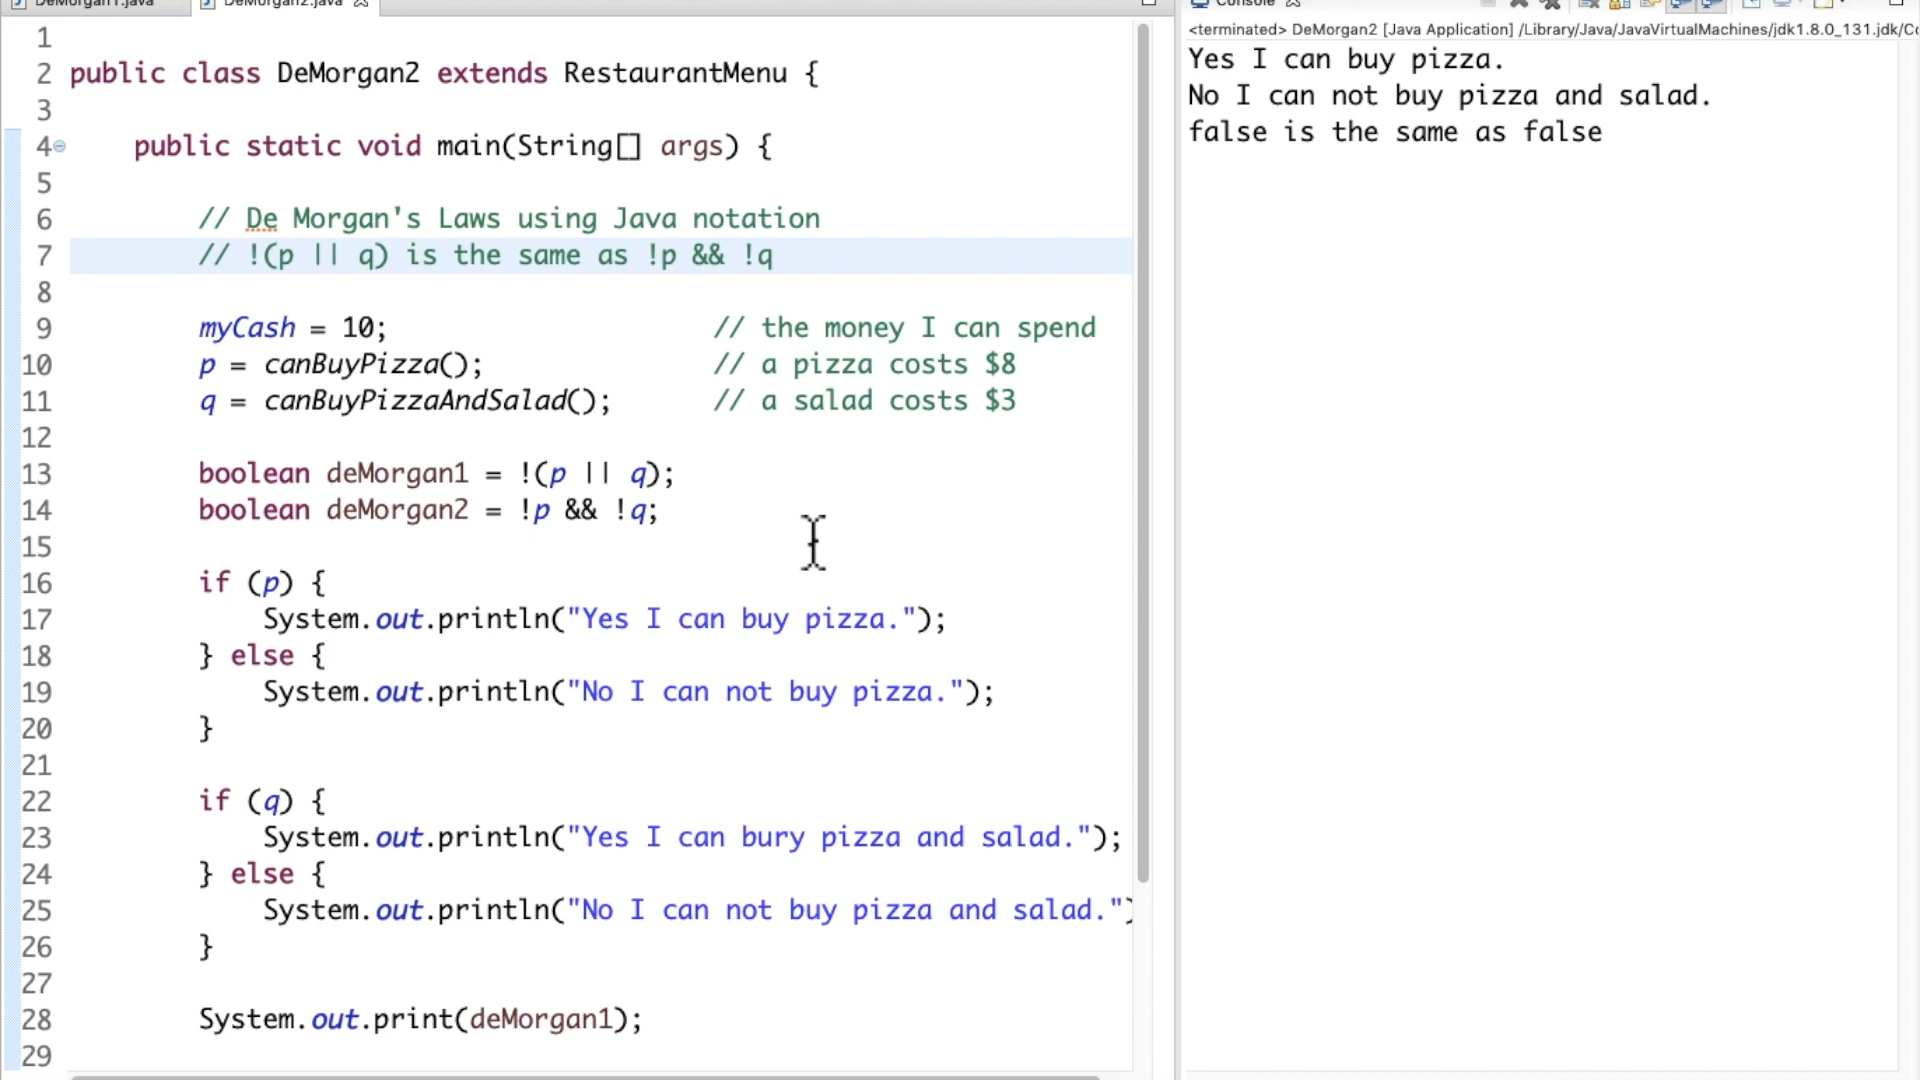 DeMorgan1.java DeMorgan2.java
1
2 public class DeMorgan2 extends RestaurantMenu {
3
4 public static void main(String[] args) {
5
6 // De Morgan's Laws using Java notation
7 // !(p || q) is the same as !p && !q
8
9 myCash = 10; // the money I can spend
10 p = canBuyPizza(); // a pizza costs $8
11 q = canBuyPizzaAndSalad(); // a salad costs $3
12
13 boolean deMorgan1 = !(p || q);
14 boolean deMorgan2 = !p && !q;
15
16 if (p) {
17 System.out.println("Yes I can buy pizza.");
18 } else {
19 System.out.println("No I can not buy pizza.");
20 }
21
22 if (q) {
23 System.out.println("Yes I can bury pizza and salad.");
24 } else {
25 System.out.println("No I can not buy pizza and salad.")
26 }
27
28 System.out.print(deMorgan1);
29
Console
<terminated> DeMorgan2 [Java Application] /Library/Java/JavaVirtualMachines/jdk1.8.0_131.jdk/Co
Yes I can buy pizza.
No I can not buy pizza and salad.
false is the same as false